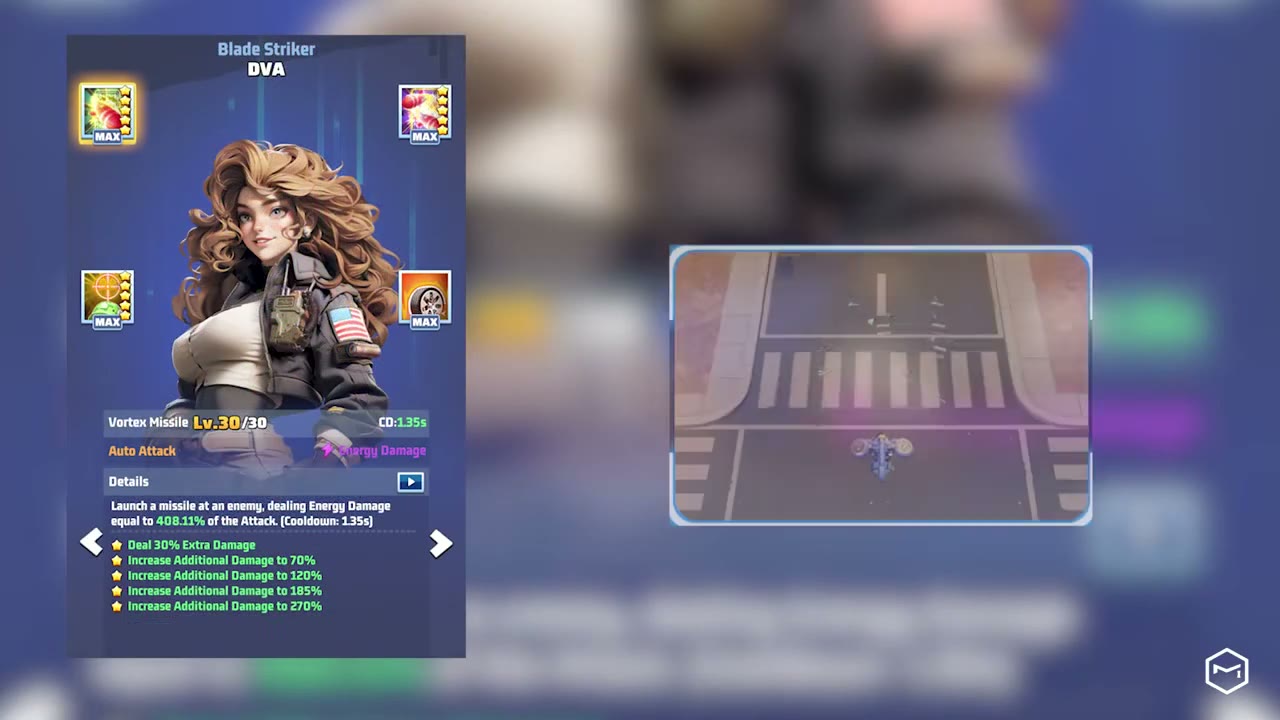 Blade Striker
DVA
MAX
MAX
MAX
MAX
Vortex Missile Lv.30/30 CD:1.35s
Auto Attack Energy Damage
Details
Launch a missile at an enemy, dealing Energy Damage
equal to 408.11% of the Attack. [Cooldown: 1.35s]
Deal 30% Extra Damage
Increase Additional Damage to 70%
Increase Additional Damage to 120%
Increase Additional Damage to 185%
Increase Additional Damage to 270%